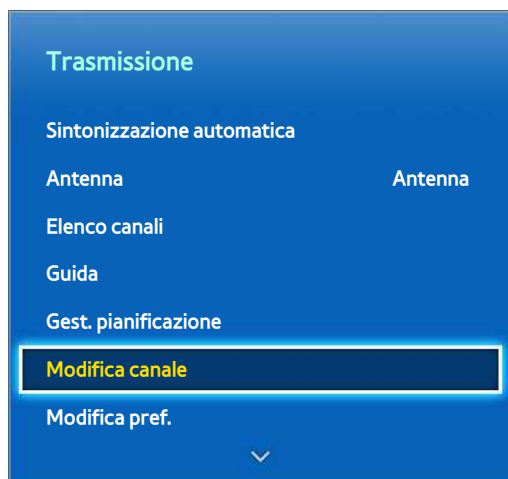 Trasmissione
Sintonizzazione automatica
Antenna Antenna
Elenco canali
Guida
Gest. pianificazione
Modifica canale
Modifica pref.